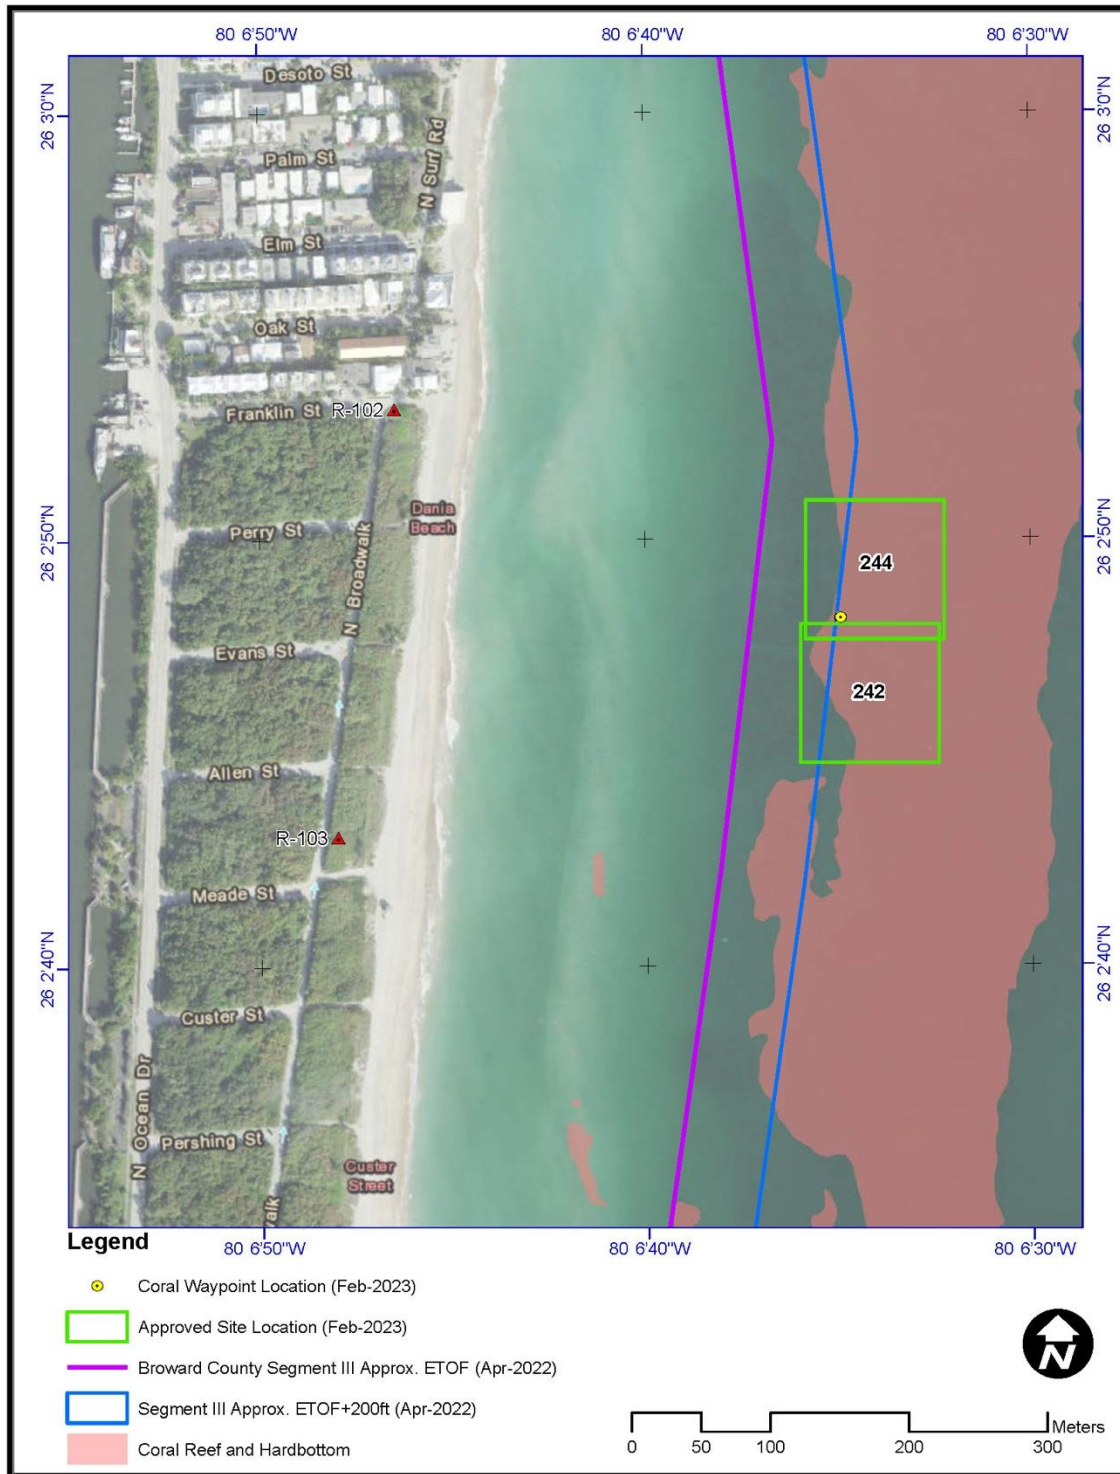 80 6'50"W
80 6'40"W
80 6'30"W
26 3'0"N
26 3'0"N
Desoto St
Palm St
N Surf Rd
Elm St
Oak St
Franklin St
R-102
Dania
Beach
Perry St
26 2'50"N
26 2'50"N
N Broadwalk
244
Evans St
242
Allen St
R-103
Meade St
26 2'40"N
26 2'40"N
Custer St
N Ocean Dr
Pershing St
Custer
Street
walk
80 6'50"W
80 6'40"W
80 6'30"W
Legend
Coral Waypoint Location (Feb-2023)
Approved Site Location (Feb-2023)
Broward County Segment III Approx. ETOF (Apr-2022)
Segment III Approx. ETOF+200ft (Apr-2022)
Coral Reef and Hardbottom
N
Meters
0 50 100 200 300